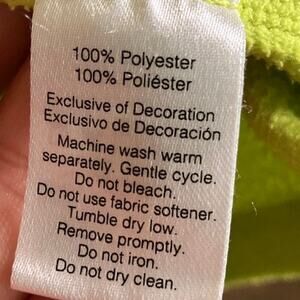 100% Polyester
100% Poliéster
Exclusive of Decoration
Exclusivo de Decoración
Machine wash warm
separately. Gentle cycle.
Do not bleach.
Do not use fabric softener.
Tumble dry low.
Remove promptly.
Do not iron.
Do not dry clean.